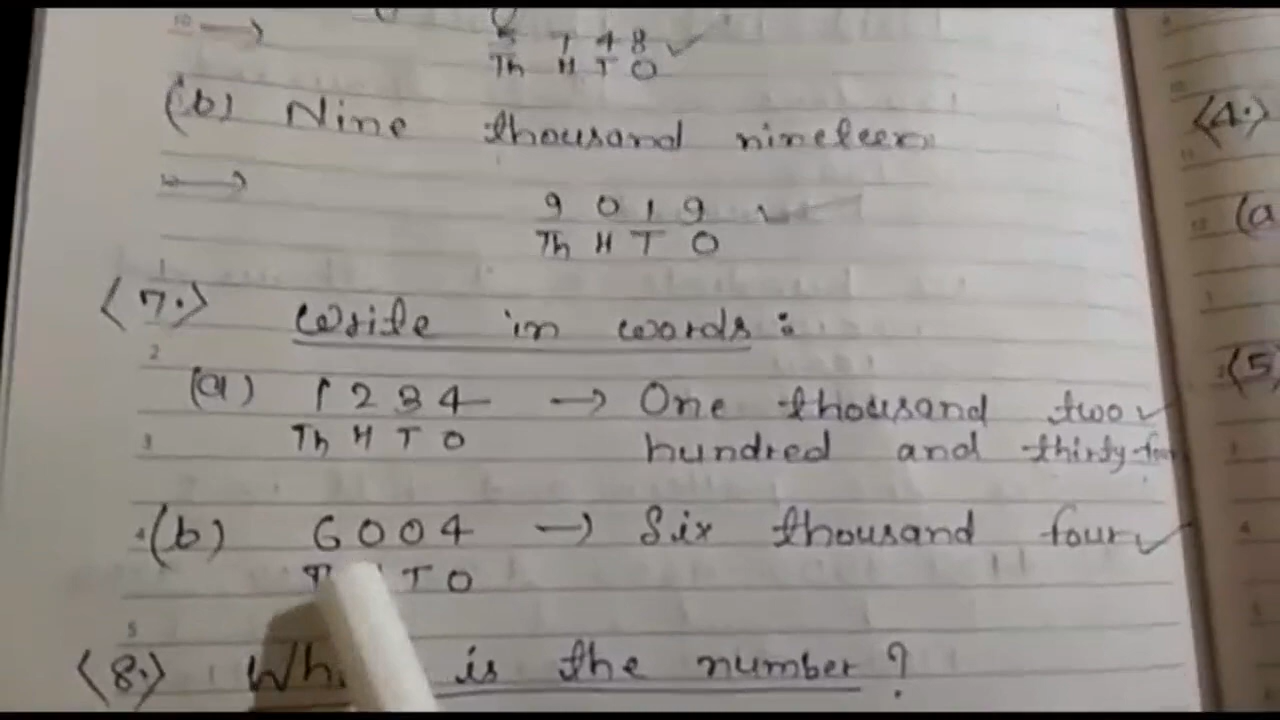 5 7 4 8 ✓
Th H T O
(b) Nine thousand nineteen
→
9 0 1 9 ✓
Th H T O
<7.> Write in words :
(a) 1 2 3 4 → One thousand two ✓
Th H T O hundred and thirty-four
(b) 6 0 0 4 → Six thousand four ✓
T O
<8.> is the number ?
<4.>
(a
<5